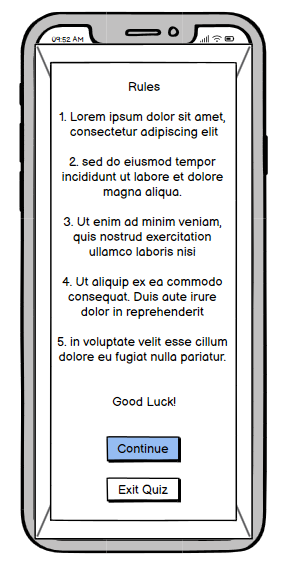 09:52 AM
Rules
1. Lorem ipsum dolor sit amet,
consectetur adipiscing elit
2. sed do eiusmod tempor
incididunt ut labore et dolore
magna aliqua.
3. Ut enim ad minim veniam,
quis nostrud exercitation
ullamco laboris nisi
4. Ut aliquip ex ea commodo
consequat. Duis aute irure
dolor in reprehenderit
5. in voluptate velit esse cillum
dolore eu fugiat nulla pariatur.
Good Luck!
Continue
Exit Quiz